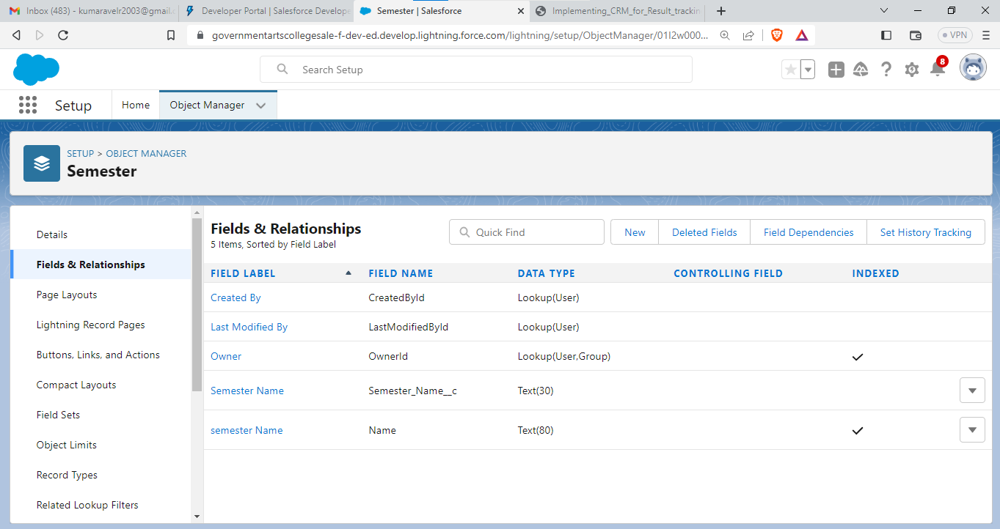 Inbox (483) - kumaravelr2003@gmail.c
Developer Portal | Salesforce Develope
Semester | Salesforce
Implementing_CRM_for_Result_trackin
governmentartscollegesale-f-dev-ed.develop.lightning.force.com/lightning/setup/ObjectManager/01I2w000...
VPN
Search Setup
8
Setup
Home
Object Manager
SETUP > OBJECT MANAGER
Semester
Details
Fields & Relationships
Page Layouts
Lightning Record Pages
Buttons, Links, and Actions
Compact Layouts
Field Sets
Object Limits
Record Types
Related Lookup Filters
Fields & Relationships
5 Items, Sorted by Field Label
Quick Find
New
Deleted Fields
Field Dependencies
Set History Tracking
FIELD LABEL FIELD NAME DATA TYPE CONTROLLING FIELD INDEXED
Created By CreatedById Lookup(User)
Last Modified By LastModifiedById Lookup(User)
Owner OwnerId Lookup(User,Group)
Semester Name Semester_Name__c Text(30)
semester Name Name Text(80)